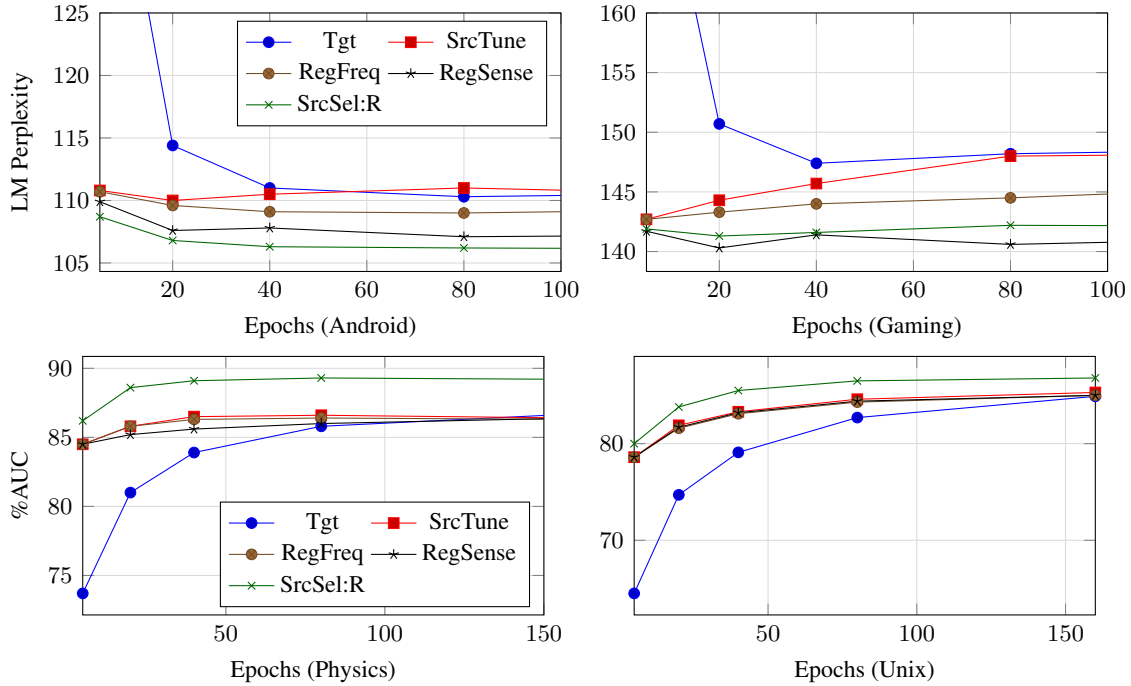 125
120
115
110
105
LM Perplexity
Tgt SrcTune
RegFreq RegSense
SrcSel:R
20 40 60 80 100
Epochs (Android)
160
155
150
145
140
20 40 60 80 100
Epochs (Gaming)
90
85
80
75
%AUC
Tgt SrcTune
RegFreq RegSense
SrcSel:R
50 100 150
Epochs (Physics)
80
70
50 100 150
Epochs (Unix)